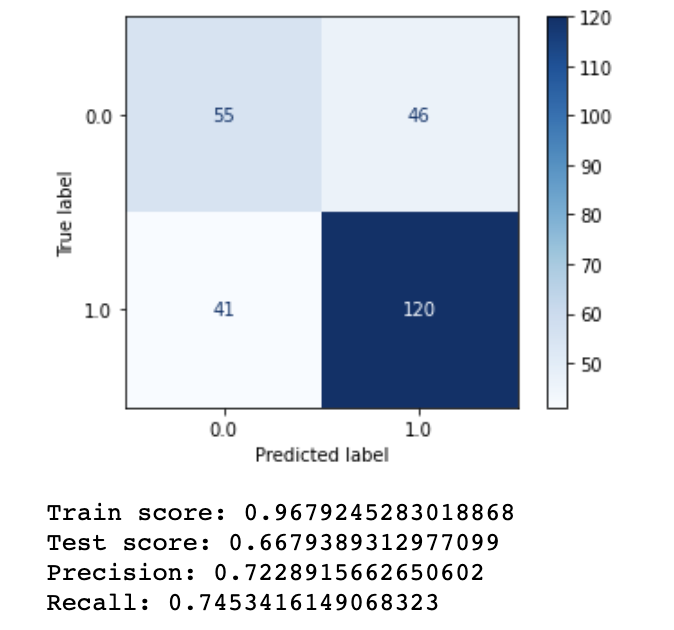 120
0.0 55 46 110
100
90
True label
80
70
1.0 41 120 60
50
0.0 1.0
Predicted label
Train score: 0.9679245283018868
Test score: 0.6679389312977099
Precision: 0.7228915662650602
Recall: 0.7453416149068323